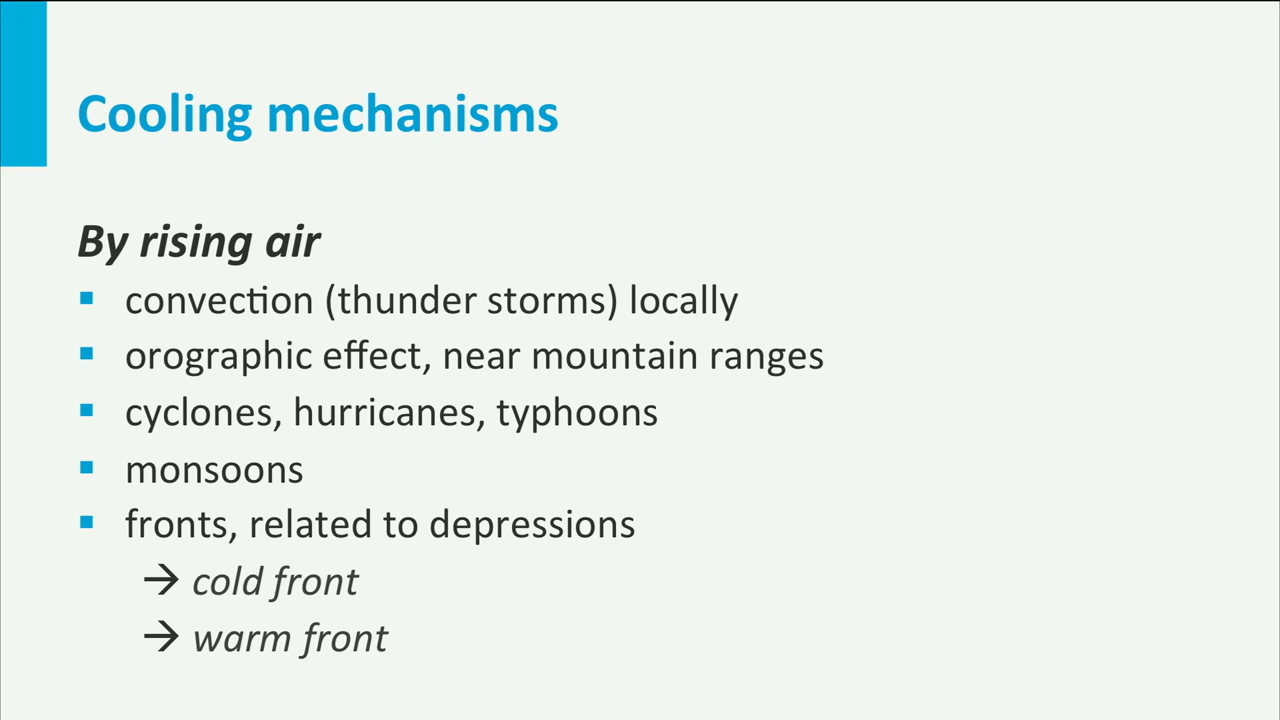 Cooling mechanisms
By rising air
▪ convection (thunder storms) locally
▪ orographic effect, near mountain ranges
▪ cyclones, hurricanes, typhoons
▪ monsoons
▪ fronts, related to depressions
→ cold front
→ warm front